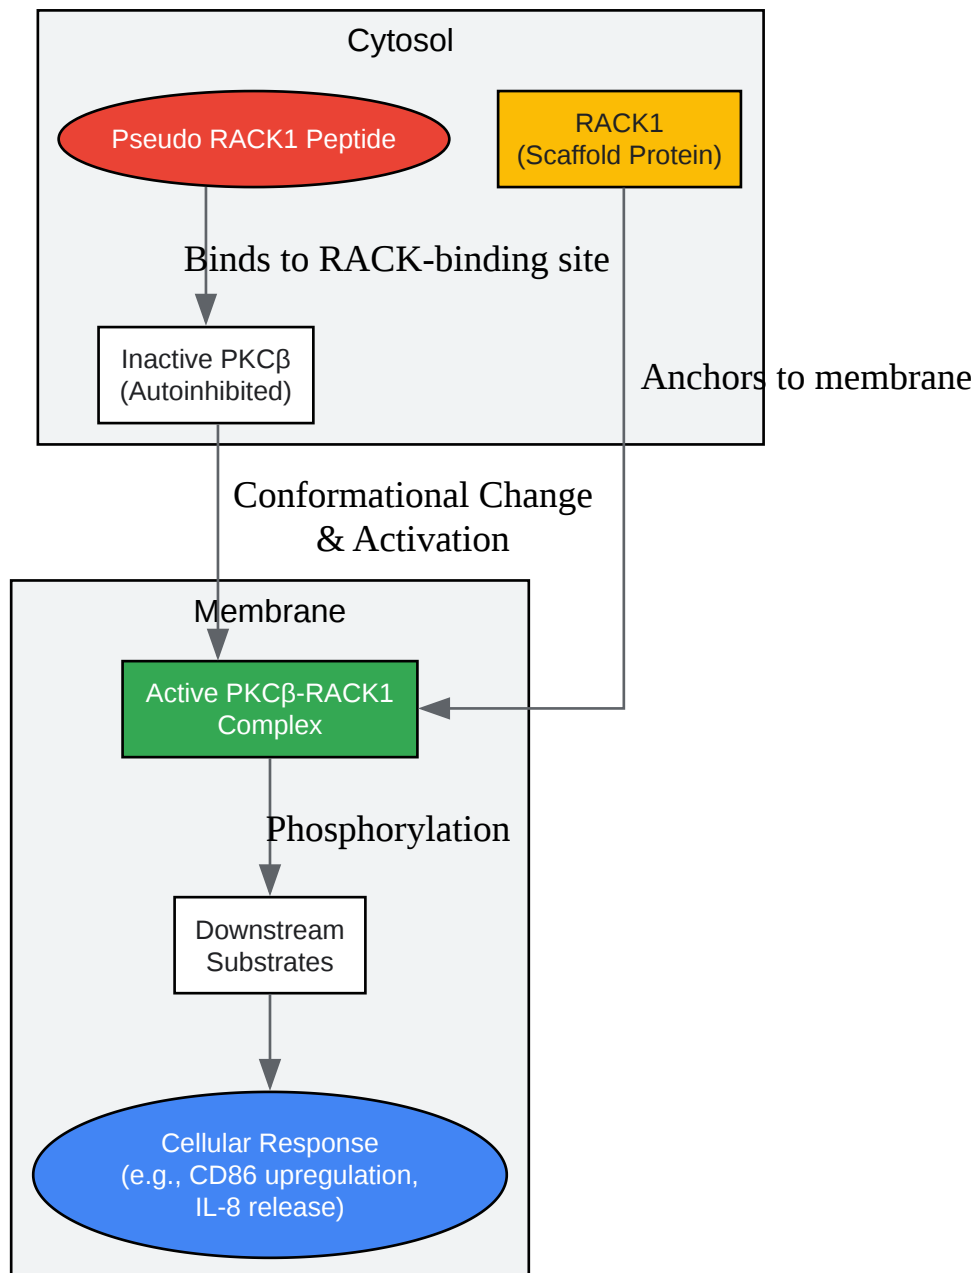 Cytosol
Pseudo RACK1 Peptide
RACK1
(Scaffold Protein)
Binds to RACK-binding site
Inactive PKCβ
(Autoinhibited)
Anchors to membrane
Conformational Change
& Activation
Membrane
Active PKCβ-RACK1
Complex
Phosphorylation
Downstream
Substrates
Cellular Response
(e.g., CD86 upregulation,
IL-8 release)